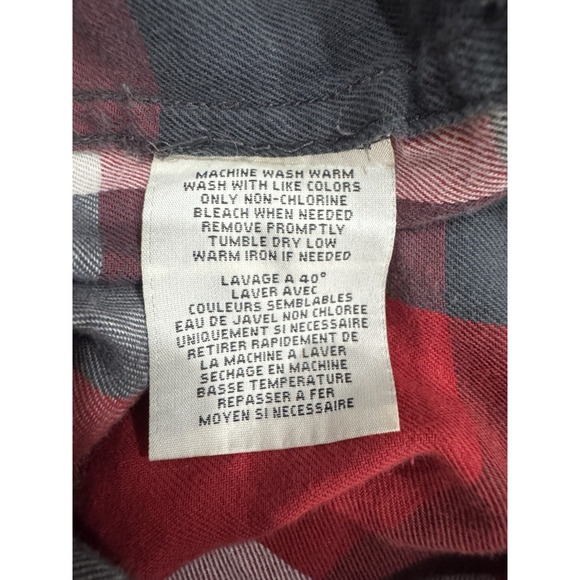 MACHINE WASH WARM
WASH WITH LIKE COLORS
ONLY NON-CHLORINE
BLEACH WHEN NEEDED
REMOVE PROMPTLY
TUMBLE DRY LOW
WARM IRON IF NEEDED
LAVAGE A 40°
LAVER AVEC
COULEURS SEMBLABLES
EAU DE JAVEL NON CHLOREE
UNIQUEMENT SI NECESSAIRE
RETIRER RAPIDEMENT DE
LA MACHINE A LAVER
SECHAGE EN MACHINE
BASSE TEMPERATURE
REPASSER A FER
MOYEN SI NECESSAIRE